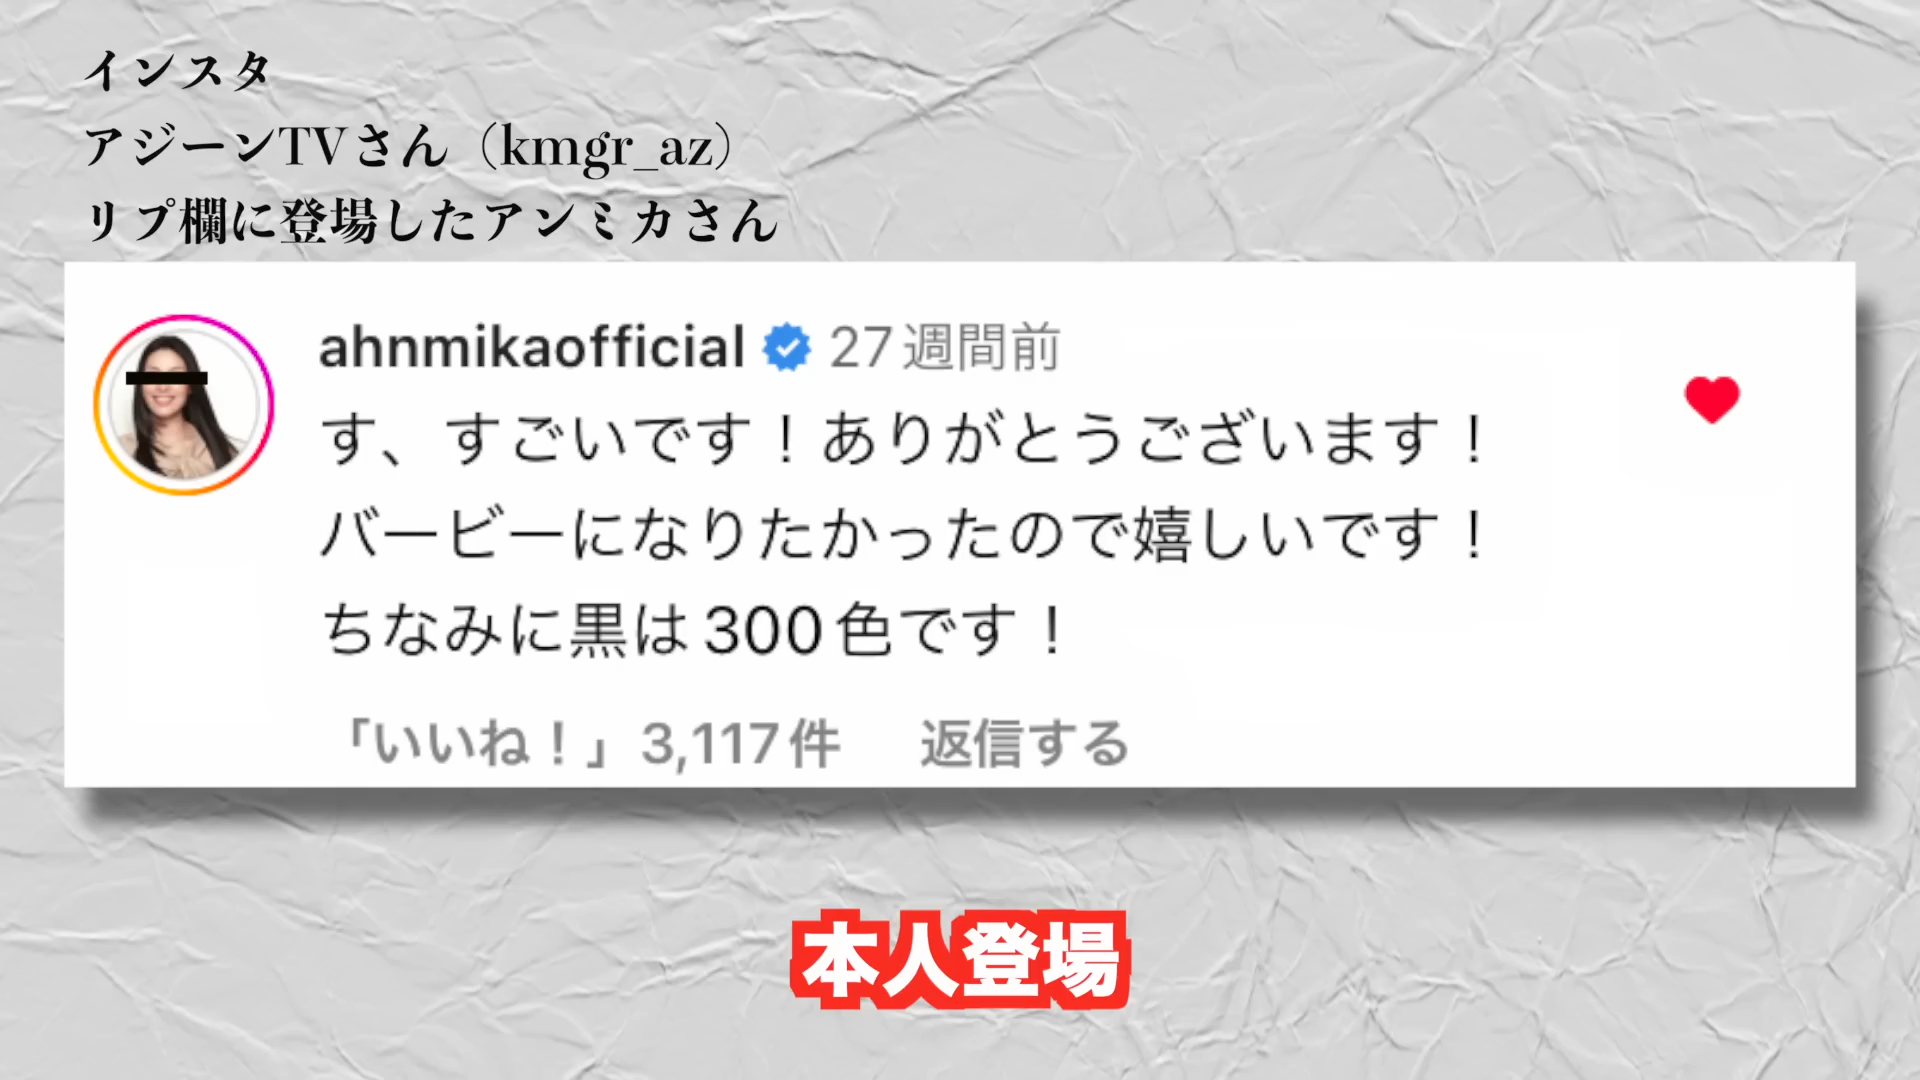 インスタ
アジーンTVさん（kmgr_az）
リプ欄に登場したアンミカさん
ahnmikaofficial 27週間前
す、すごいです！ありがとうございます！
バービーになりたかったので嬉しいです！
ちなみに黒は300色です！
「いいね！」3,117件 返信する
本人登場